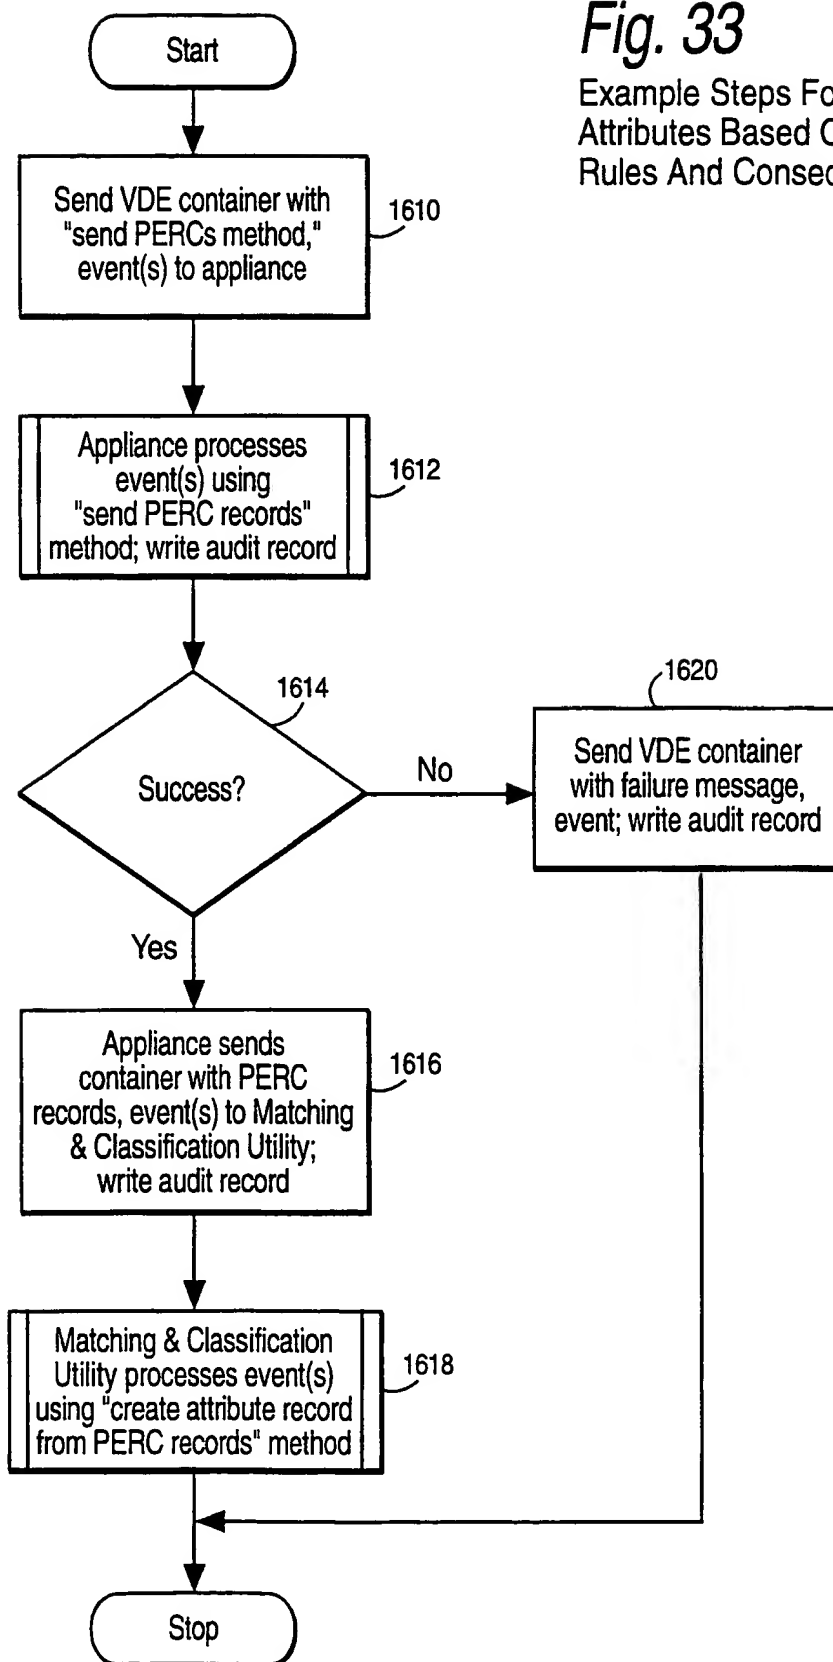 Fig. 33
Example Steps Fo
Attributes Based
Rules And Conse
Start
Send VDE container with
"send PERCs method,"
event(s) to appliance
1610
Appliance processes
event(s) using
"send PERC records"
method; write audit record
1612
1614
Success?
No
1620
Send VDE container
with failure message,
event; write audit record
Yes
Appliance sends
container with PERC
records, event(s) to Matching
& Classification Utility;
write audit record
1616
Matching & Classification
Utility processes event(s)
using "create attribute record
from PERC records" method
1618
Stop